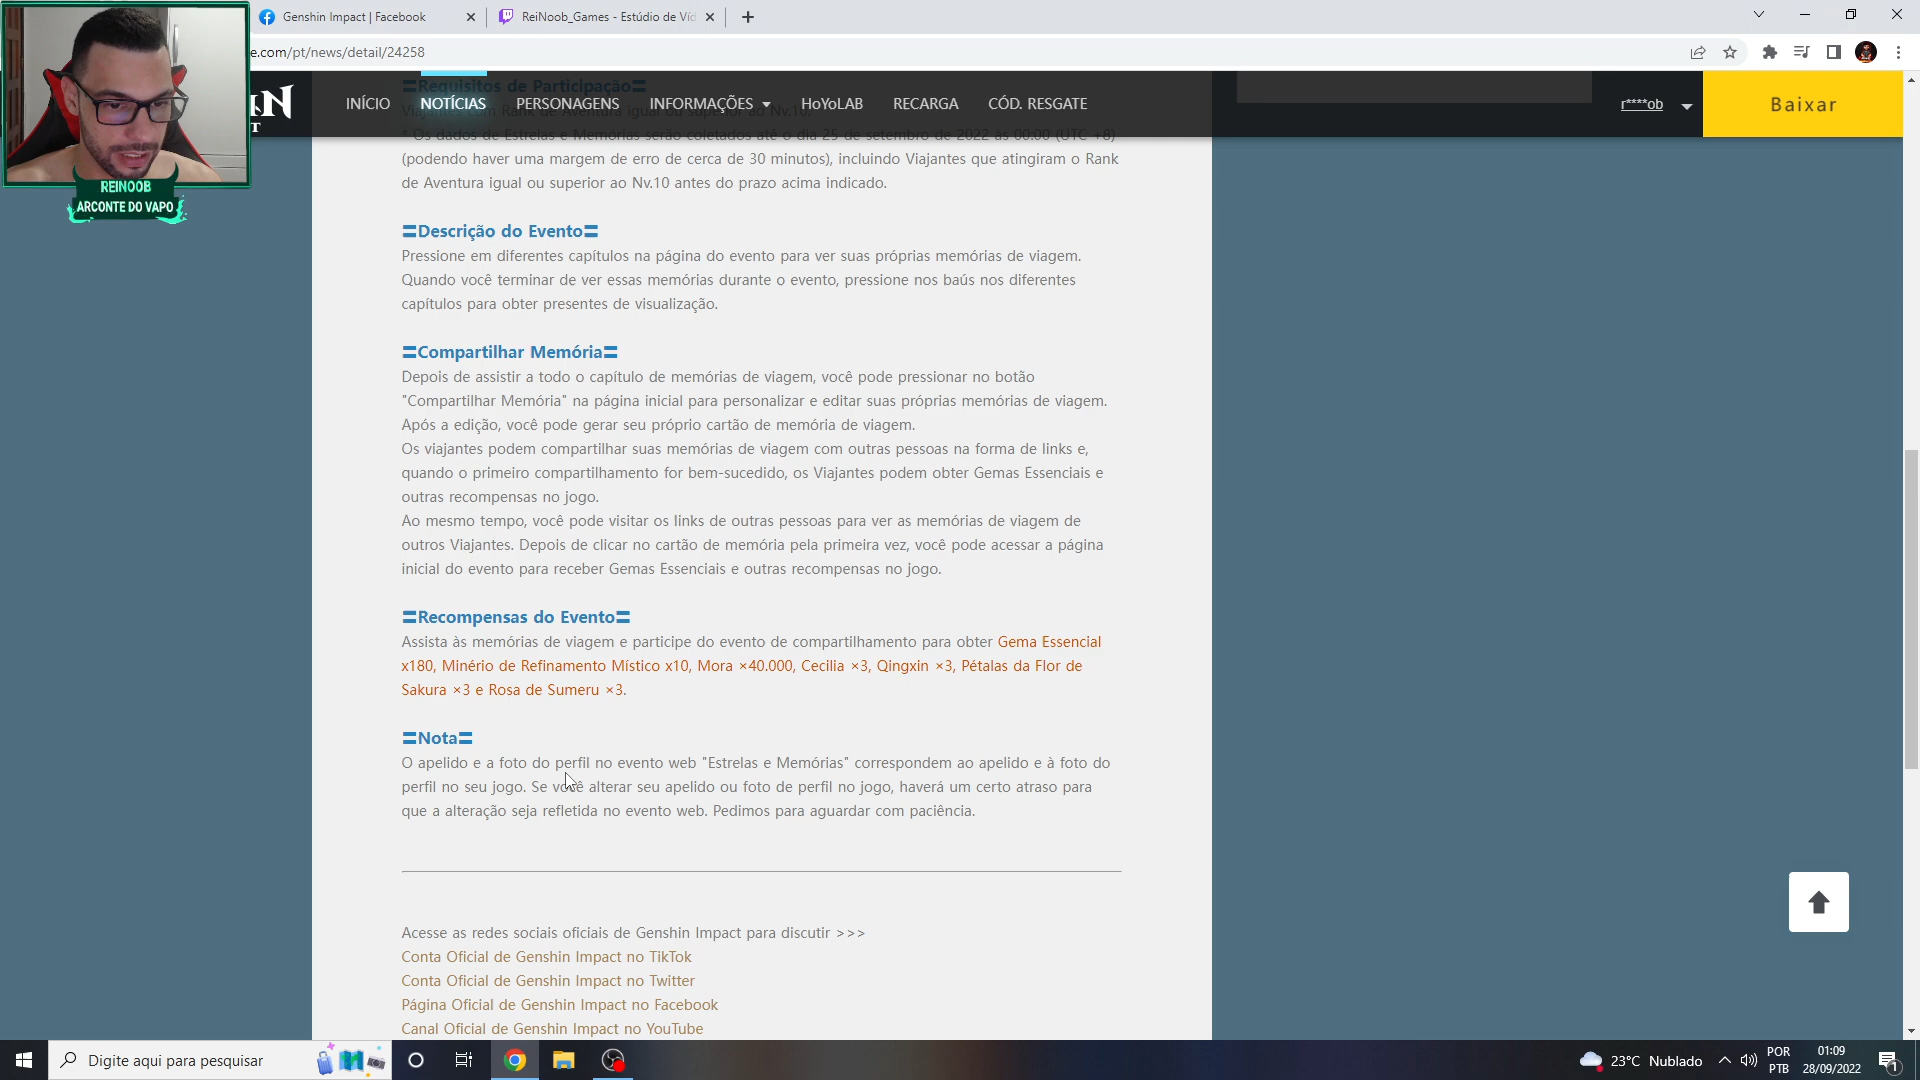 Genshin Impact | Facebook
ReiNoob_Games - Estúdio de Víd
e.com/pt/news/detail/24258
INÍCIO
NOTÍCIAS
PERSONAGENS
INFORMAÇÕES
HoYoLAB
RECARGA
CÓD. RESGATE
r****ob
Baixar
REINOOB
ARCONTE DO VAPO
〓Requisitos de Participação〓
Viajantes com Rank de Aventura igual ou superior ao Nv.10.
* Os dados de Estrelas e Memórias serão coletados até o dia 25 de setembro de 2022 às 00:00 (UTC +8)
(podendo haver uma margem de erro de cerca de 30 minutos), incluindo Viajantes que atingiram o Rank
de Aventura igual ou superior ao Nv.10 antes do prazo acima indicado.
〓Descrição do Evento〓
Pressione em diferentes capítulos na página do evento para ver suas próprias memórias de viagem.
Quando você terminar de ver essas memórias durante o evento, pressione nos baús nos diferentes
capítulos para obter presentes de visualização.
〓Compartilhar Memória〓
Depois de assistir a todo o capítulo de memórias de viagem, você pode pressionar no botão
"Compartilhar Memória" na página inicial para personalizar e editar suas próprias memórias de viagem.
Após a edição, você pode gerar seu próprio cartão de memória de viagem.
Os viajantes podem compartilhar suas memórias de viagem com outras pessoas na forma de links e,
quando o primeiro compartilhamento for bem-sucedido, os Viajantes podem obter Gemas Essenciais e
outras recompensas no jogo.
Ao mesmo tempo, você pode visitar os links de outras pessoas para ver as memórias de viagem de
outros Viajantes. Depois de clicar no cartão de memória pela primeira vez, você pode acessar a página
inicial do evento para receber Gemas Essenciais e outras recompensas no jogo.
〓Recompensas do Evento〓
Assista às memórias de viagem e participe do evento de compartilhamento para obter Gema Essencial
x180, Minério de Refinamento Místico x10, Mora ×40.000, Cecilia ×3, Qingxin ×3, Pétalas da Flor de
Sakura ×3 e Rosa de Sumeru ×3.
〓Nota〓
O apelido e a foto do perfil no evento web "Estrelas e Memórias" correspondem ao apelido e à foto do
perfil no seu jogo. Se você alterar seu apelido ou foto de perfil no jogo, haverá um certo atraso para
que a alteração seja refletida no evento web. Pedimos para aguardar com paciência.
Acesse as redes sociais oficiais de Genshin Impact para discutir >>>
Conta Oficial de Genshin Impact no TikTok
Conta Oficial de Genshin Impact no Twitter
Página Oficial de Genshin Impact no Facebook
Canal Oficial de Genshin Impact no YouTube
Digite aqui para pesquisar
23°C Nublado
POR
PTB
01:09
28/09/2022
1